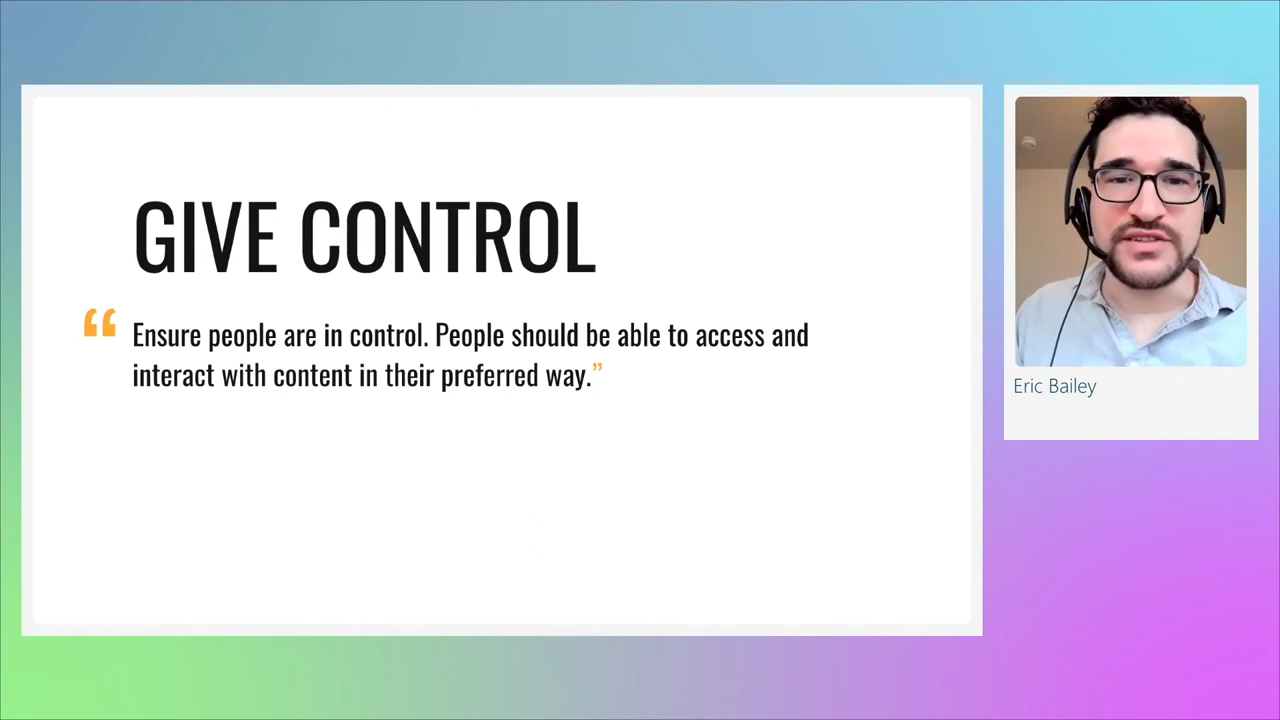 GIVE CONTROL
“ Ensure people are in control. People should be able to access and
interact with content in their preferred way.”
Eric Bailey